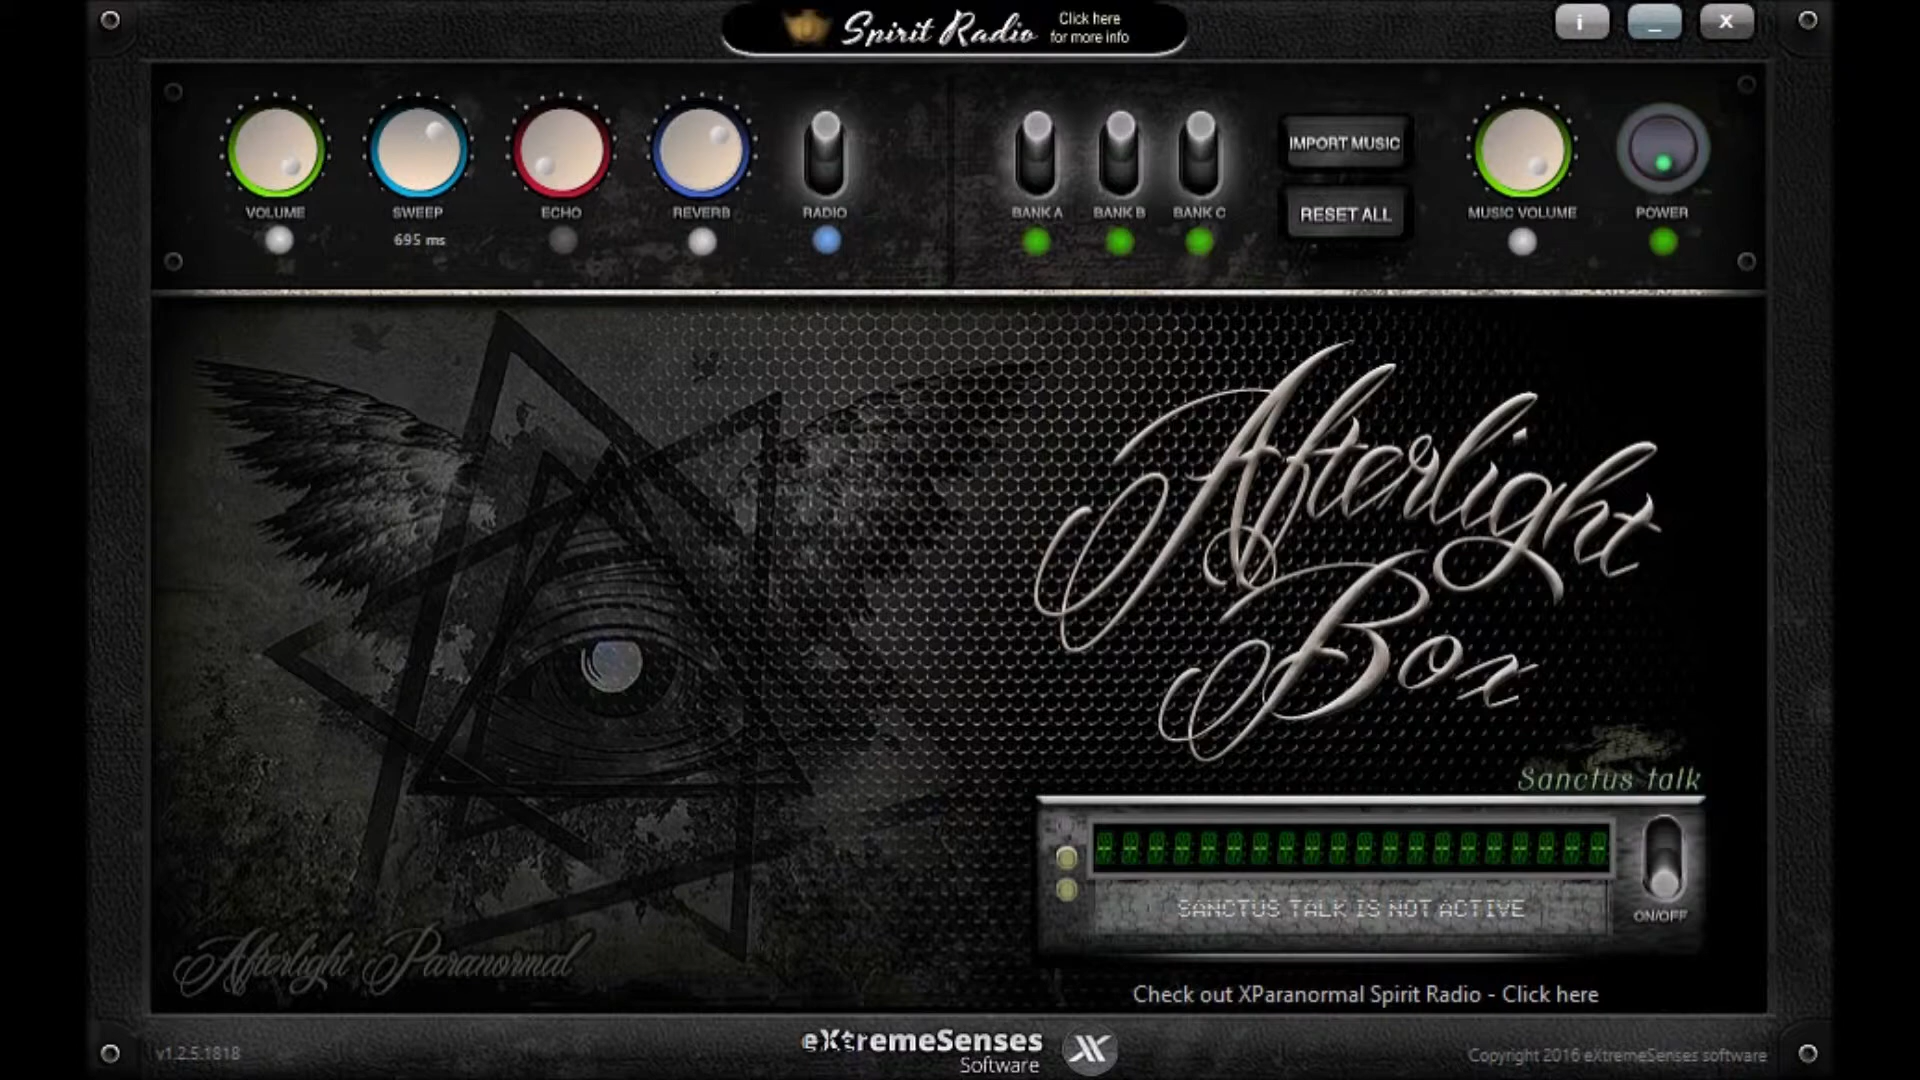 Spirit Radio
Click here
for more info
i _ X
VOLUME
SWEEP
ECHO
REVERB
RADIO
BANK A
BANK B
BANK C
IMPORT MUSIC
RESET ALL
MUSIC VOLUME
POWER
695 ms
Afterlight
Box
Sanctus talk
SANCTUS TALK IS NOT ACTIVE
ON/OFF
Afterlight Paranormal
Check out XParanormal Spirit Radio - Click here
v1.2.5.1818
eXtremeSenses
Software
Copyright 2016 eXtremeSenses software